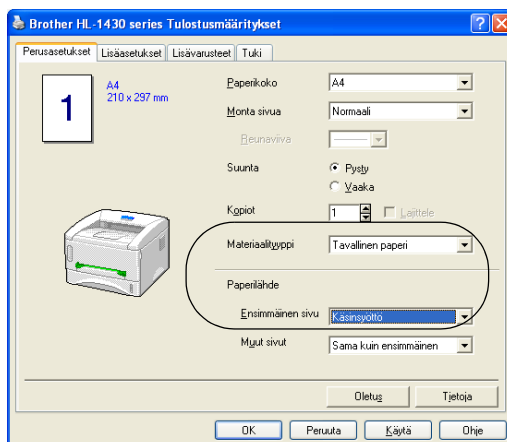 Brother HL-1430 series Tulostusmääritykset
Perusasetukset Lisäasetukset Lisävarusteet Tuki
1
A4
210 x 297 mm
Paperikoko A4
Monta sivua Normaali
Reunaviiva
Suunta Pysty
Vaaka
Kopiot 1 Lajittele
Materiaalityyppi Tavallinen paperi
Paperilähde
Ensimmäinen sivu Käsinsyöttö
Muut sivut Sama kuin ensimmäinen
Oletus Tietoja
OK Peruuta Käytä Ohje